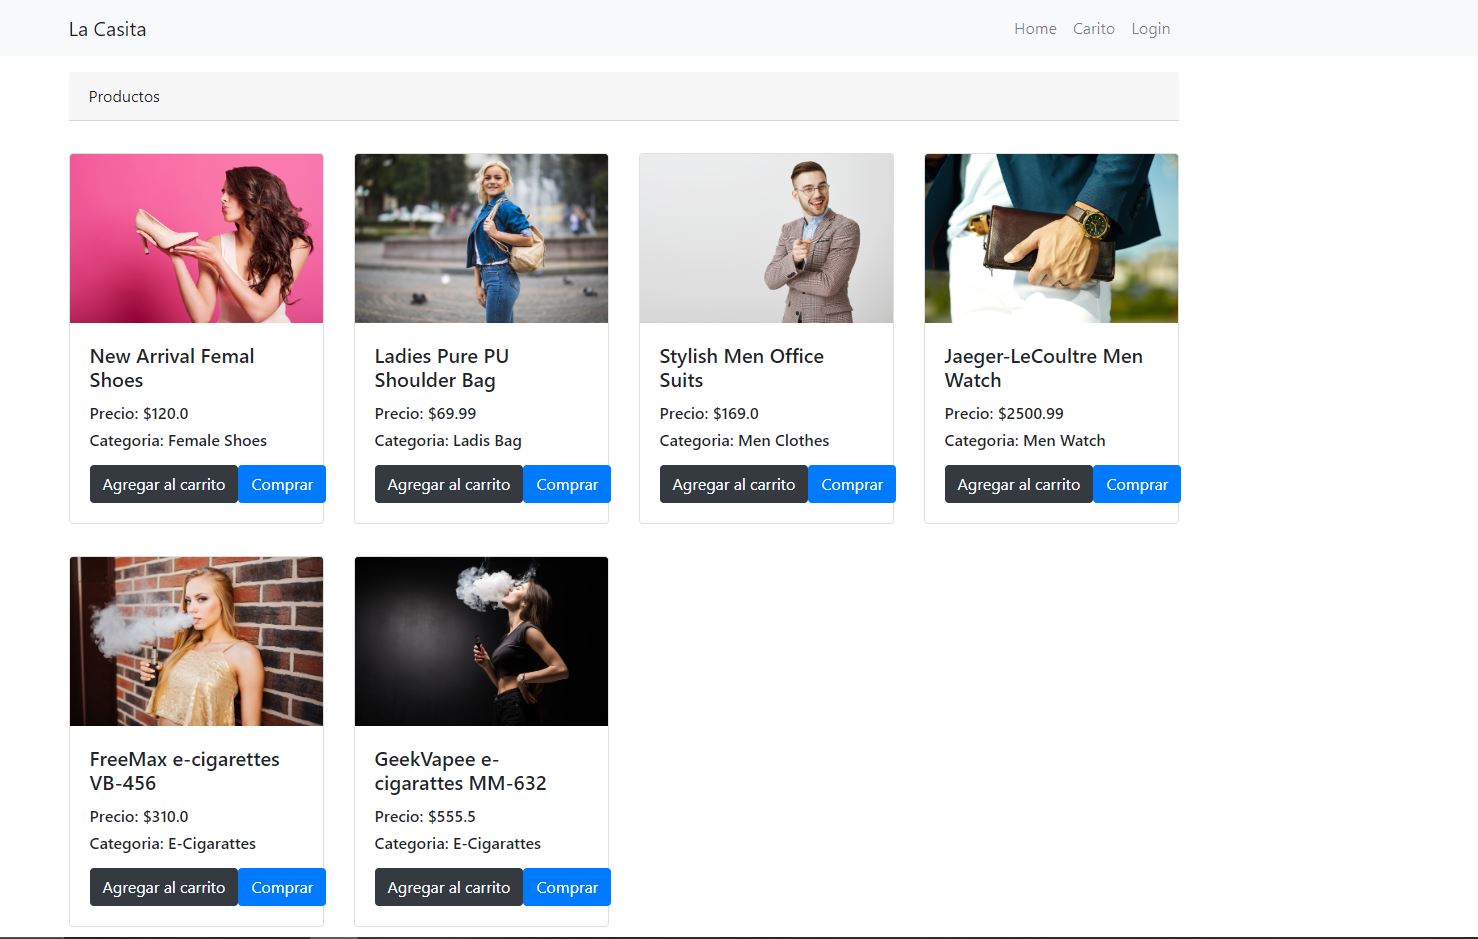 La Casita
Home Carito Login
Productos
New Arrival Femal
Shoes
Precio: $120.0
Categoria: Female Shoes
Agregar al carrito Comprar
Ladies Pure PU
Shoulder Bag
Precio: $69.99
Categoria: Ladis Bag
Agregar al carrito Comprar
Stylish Men Office
Suits
Precio: $169.0
Categoria: Men Clothes
Agregar al carrito Comprar
Jaeger-LeCoultre Men
Watch
Precio: $2500.99
Categoria: Men Watch
Agregar al carrito Comprar
FreeMax e-cigarettes
VB-456
Precio: $310.0
Categoria: E-Cigarattes
Agregar al carrito Comprar
GeekVapee e-
cigarattes MM-632
Precio: $555.5
Categoria: E-Cigarattes
Agregar al carrito Comprar